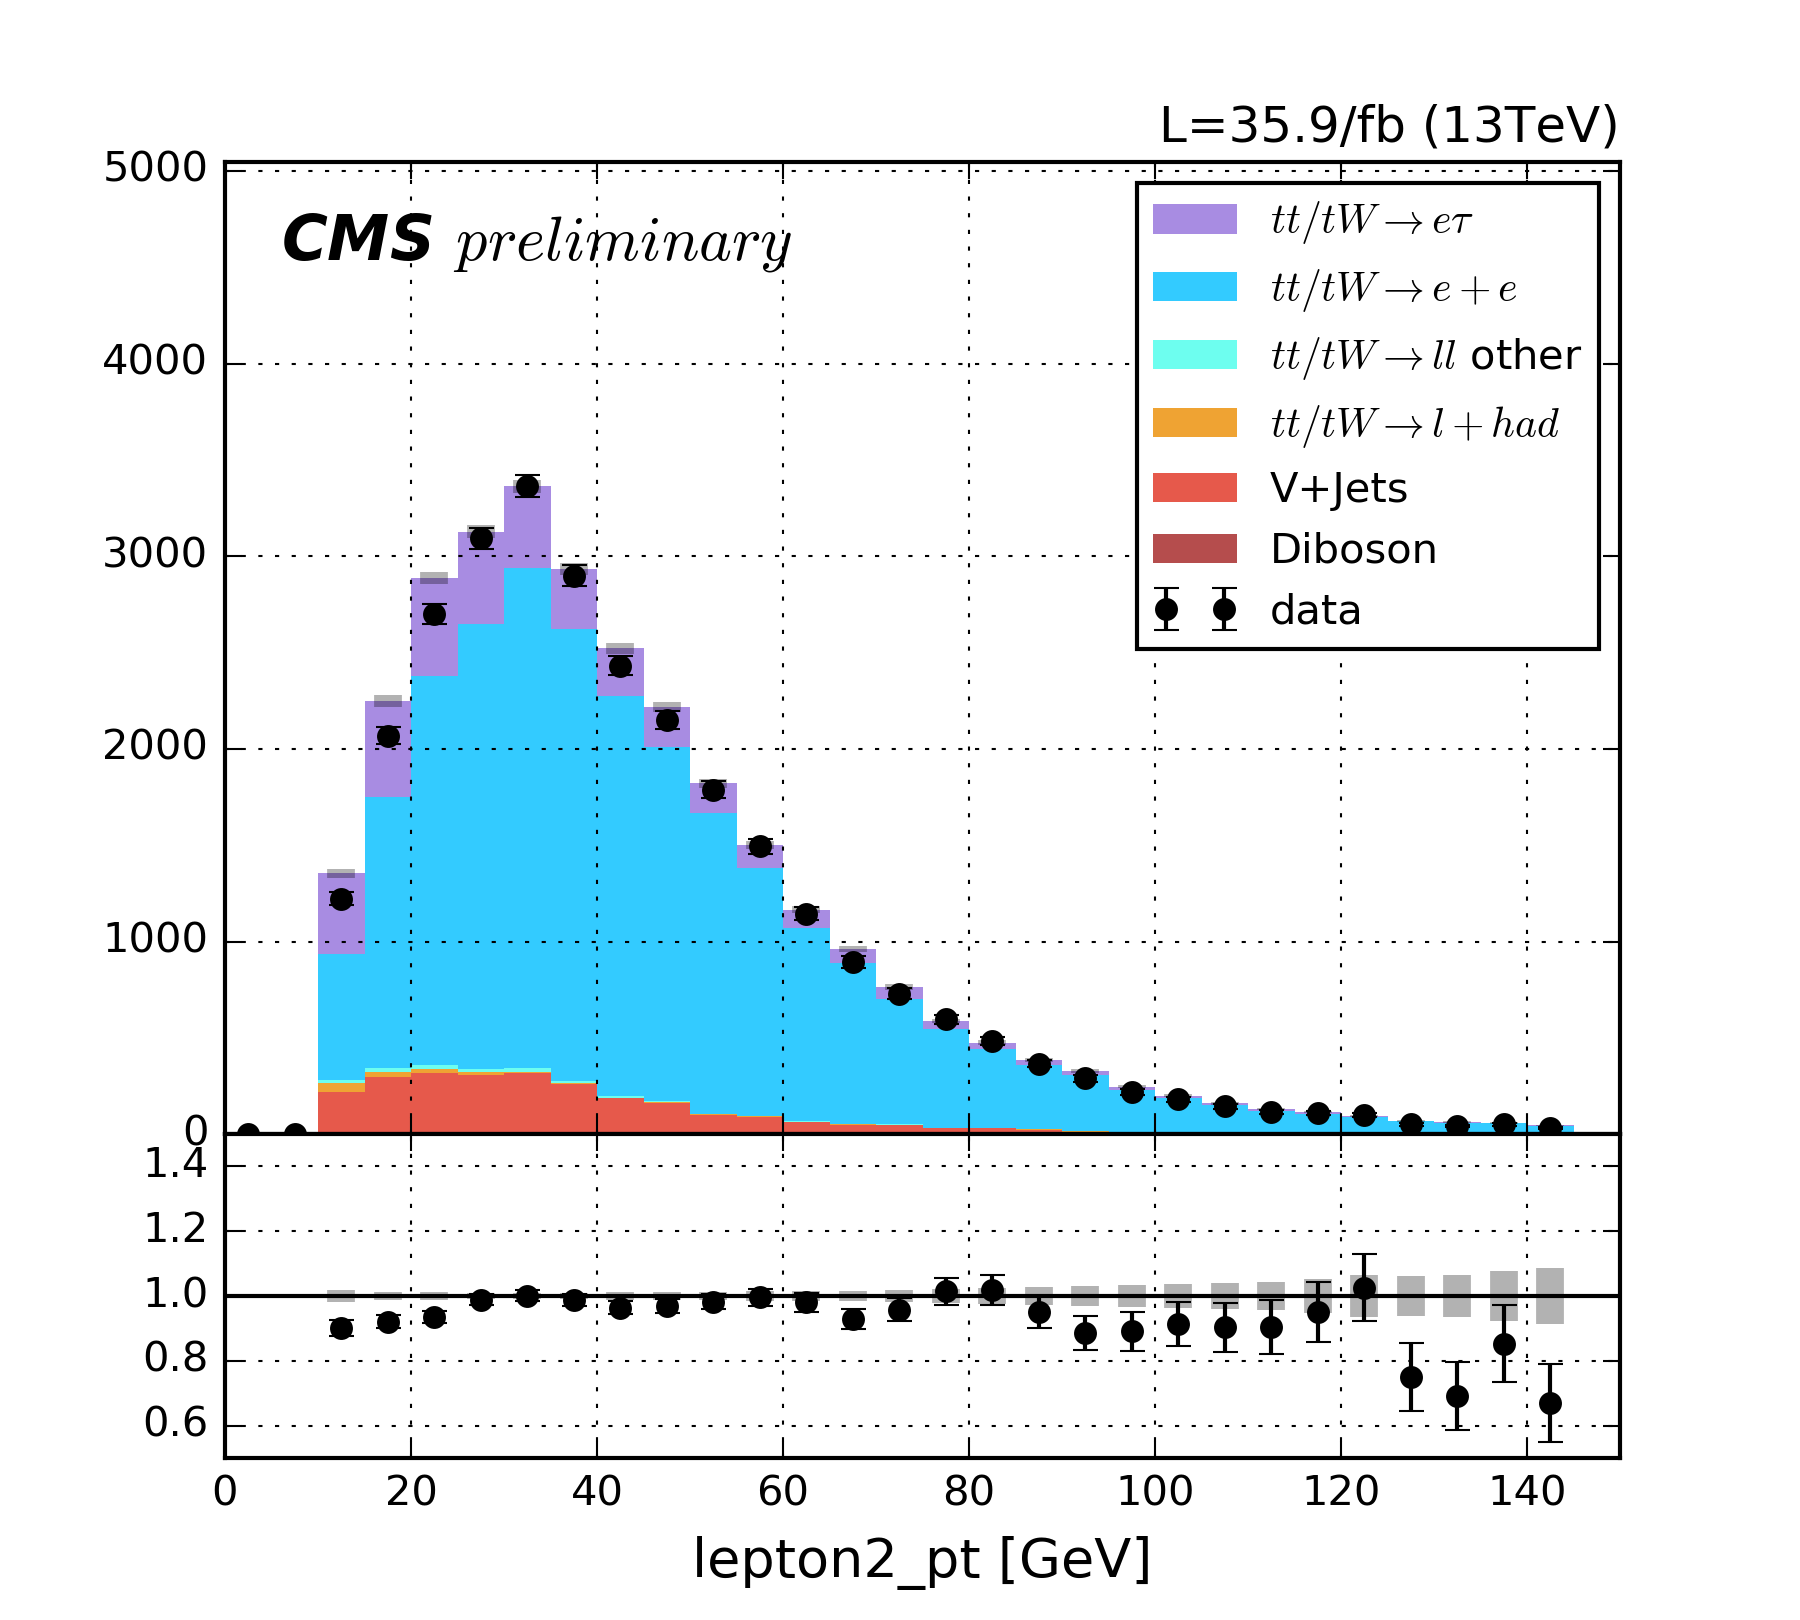 L=35.9/fb (13TeV)
CMS preliminary
5000
4000
3000
2000
1000
0
tt/tW→eτ
tt/tW→e+e
tt/tW→ll other
tt/tW→l+had
V+Jets
Diboson
data
1.4
1.2
1.0
0.8
0.6
0 20 40 60 80 100 120 140
lepton2_pt [GeV]